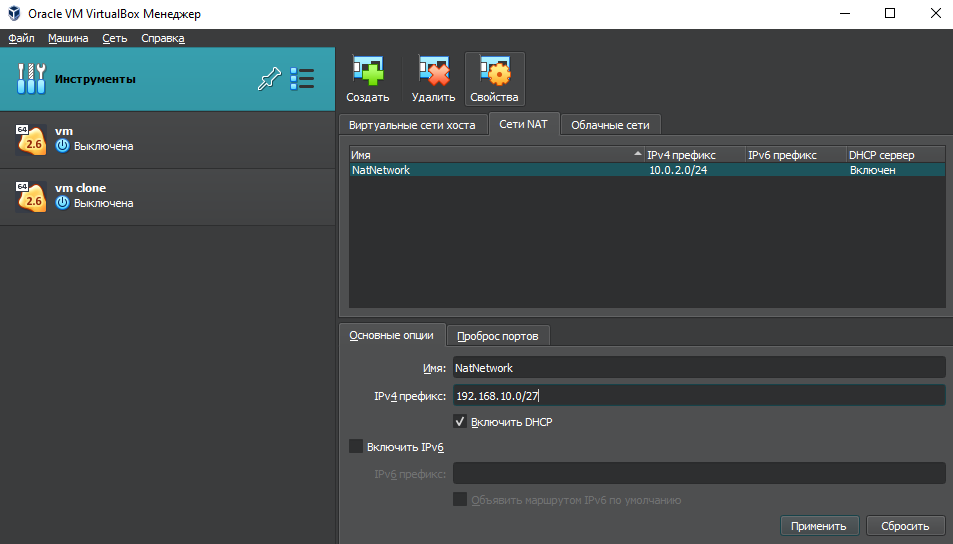 Oracle VM VirtualBox Менеджер
Файл Машина Сеть Справка
Инструменты
64
2.6
vm
Выключена
64
2.6
vm clone
Выключена
Создать Удалить Свойства
Виртуальные сети хоста Сети NAT Облачные сети
Имя IPv4 префикс IPv6 префикс DHCP сервер
NatNetwork 10.0.2.0/24 Включен
Основные опции Проброс портов
Имя: NatNetwork
IPv4 префикс: 192.168.10.0/27
Включить DHCP
Включить IPv6
IPv6 префикс:
Объявить маршрутом IPv6 по умолчанию
Применить Сбросить